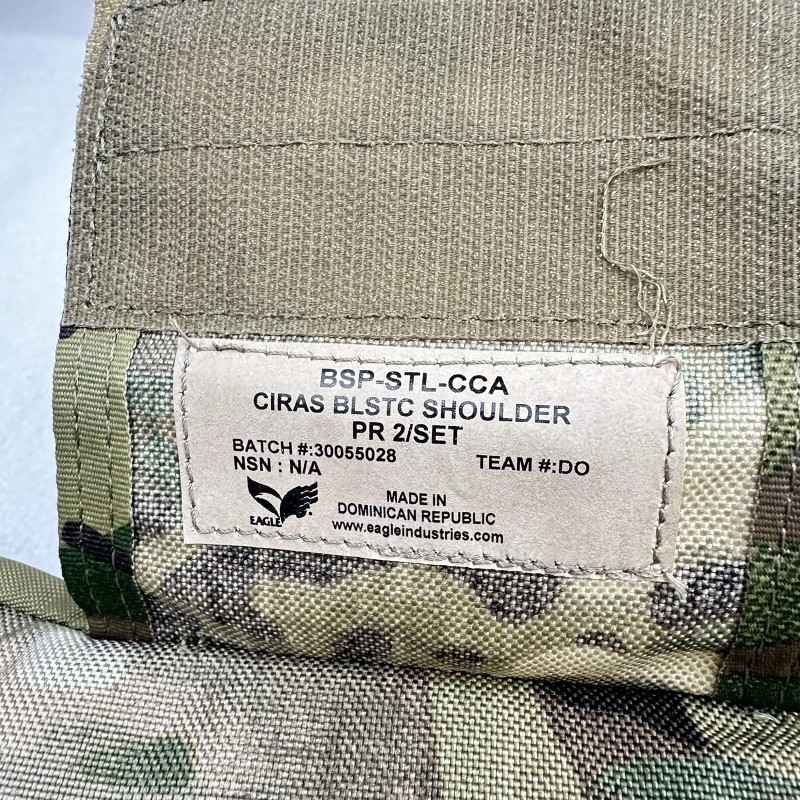 BSP-STL-CCA
CIRAS BLSTC SHOULDER
PR 2/SET
BATCH #:30055028
TEAM #:DO
NSN : N/A
EAGLE
MADE IN
DOMINICAN REPUBLIC
www.eagleindustries.com